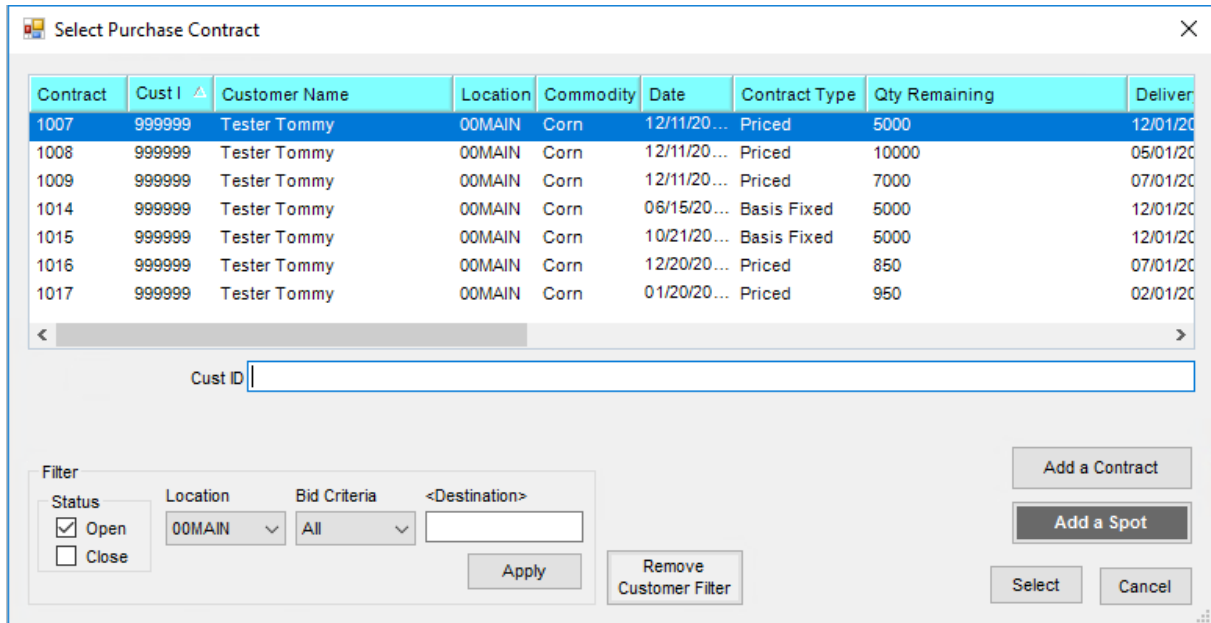 Select Purchase Contract
Contract Cust I Customer Name Location Commodity Date Contract Type Qty Remaining Deliver
1007 999999 Tester Tommy 00MAIN Corn 12/11/20... Priced 5000 12/01/20
1008 999999 Tester Tommy 00MAIN Corn 12/11/20... Priced 10000 05/01/20
1009 999999 Tester Tommy 00MAIN Corn 12/11/20... Priced 7000 07/01/20
1014 999999 Tester Tommy 00MAIN Corn 06/15/20... Basis Fixed 5000 12/01/20
1015 999999 Tester Tommy 00MAIN Corn 10/21/20... Basis Fixed 5000 12/01/20
1016 999999 Tester Tommy 00MAIN Corn 12/20/20... Priced 850 07/01/20
1017 999999 Tester Tommy 00MAIN Corn 01/20/20... Priced 950 02/01/20
Cust ID
Filter
Status
Open
Close
Location
00MAIN
Bid Criteria
All
<Destination>
Apply
Remove
Customer Filter
Add a Contract
Add a Spot
Select
Cancel